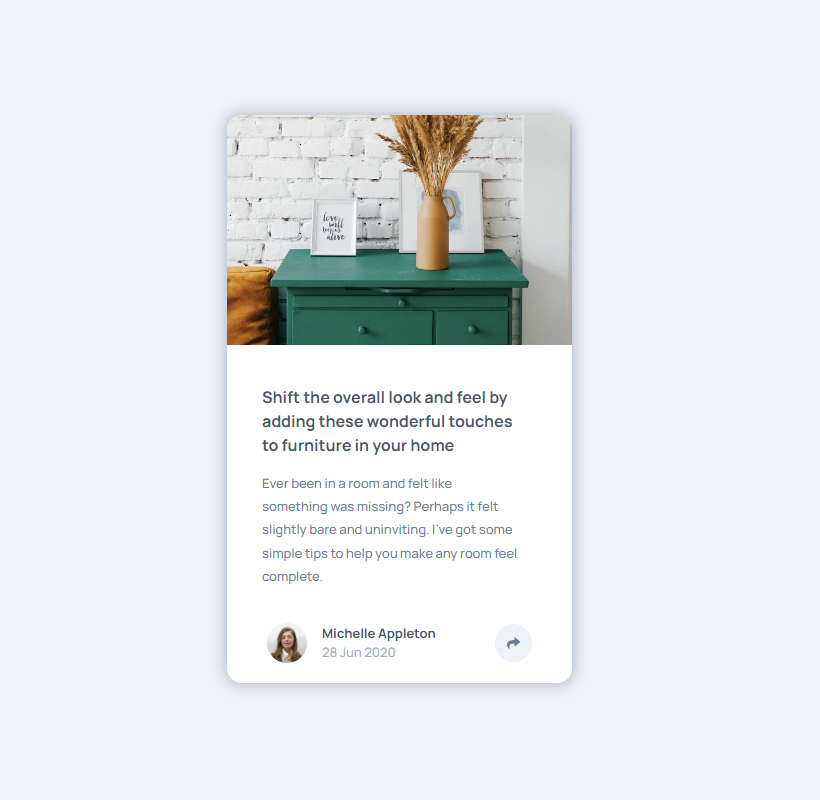 love
will
keep us
alive
Shift the overall look and feel by
adding these wonderful touches
to furniture in your home
Ever been in a room and felt like
something was missing? Perhaps it felt
slightly bare and uninviting. I've got some
simple tips to help you make any room feel
complete.
Michelle Appleton
28 Jun 2020